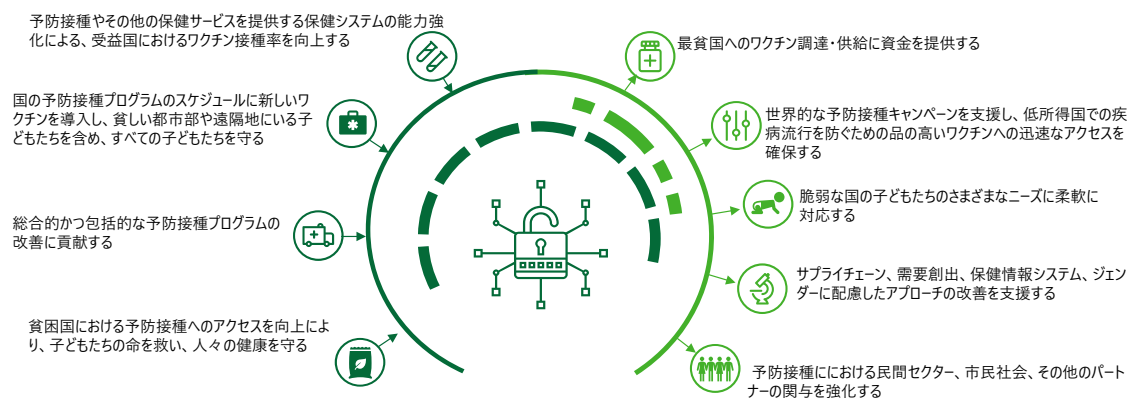 予防接種やその他の保健サービスを提供する保健システムの能力強
化による、受益国におけるワクチン接種率を向上する
国の予防接種プログラムのスケジュールに新しいワ
クチンを導入し、貧しい都市部や遠隔地にいる子
どもたちを含め、すべての子どもたちを守る
総合的かつ包括的な予防接種プログラムの
改善に貢献する
貧困国における予防接種へのアクセスを向上によ
り、子どもたちの命を救い、人々の健康を守る
最貧国へのワクチン調達・供給に資金を提供する
世界的な予防接種キャンペーンを支援し、低所得国での疾
病流行を防ぐための品の高いワクチンへの迅速なアクセスを
確保する
脆弱な国の子どもたちのさまざまなニーズに柔軟に
対応する
サプライチェーン、需要創出、保健情報システム、ジェン
ダーに配慮したアプローチの改善を支援する
予防接種ににおける民間セクター、市民社会、その他のパート
ナーの関与を強化する